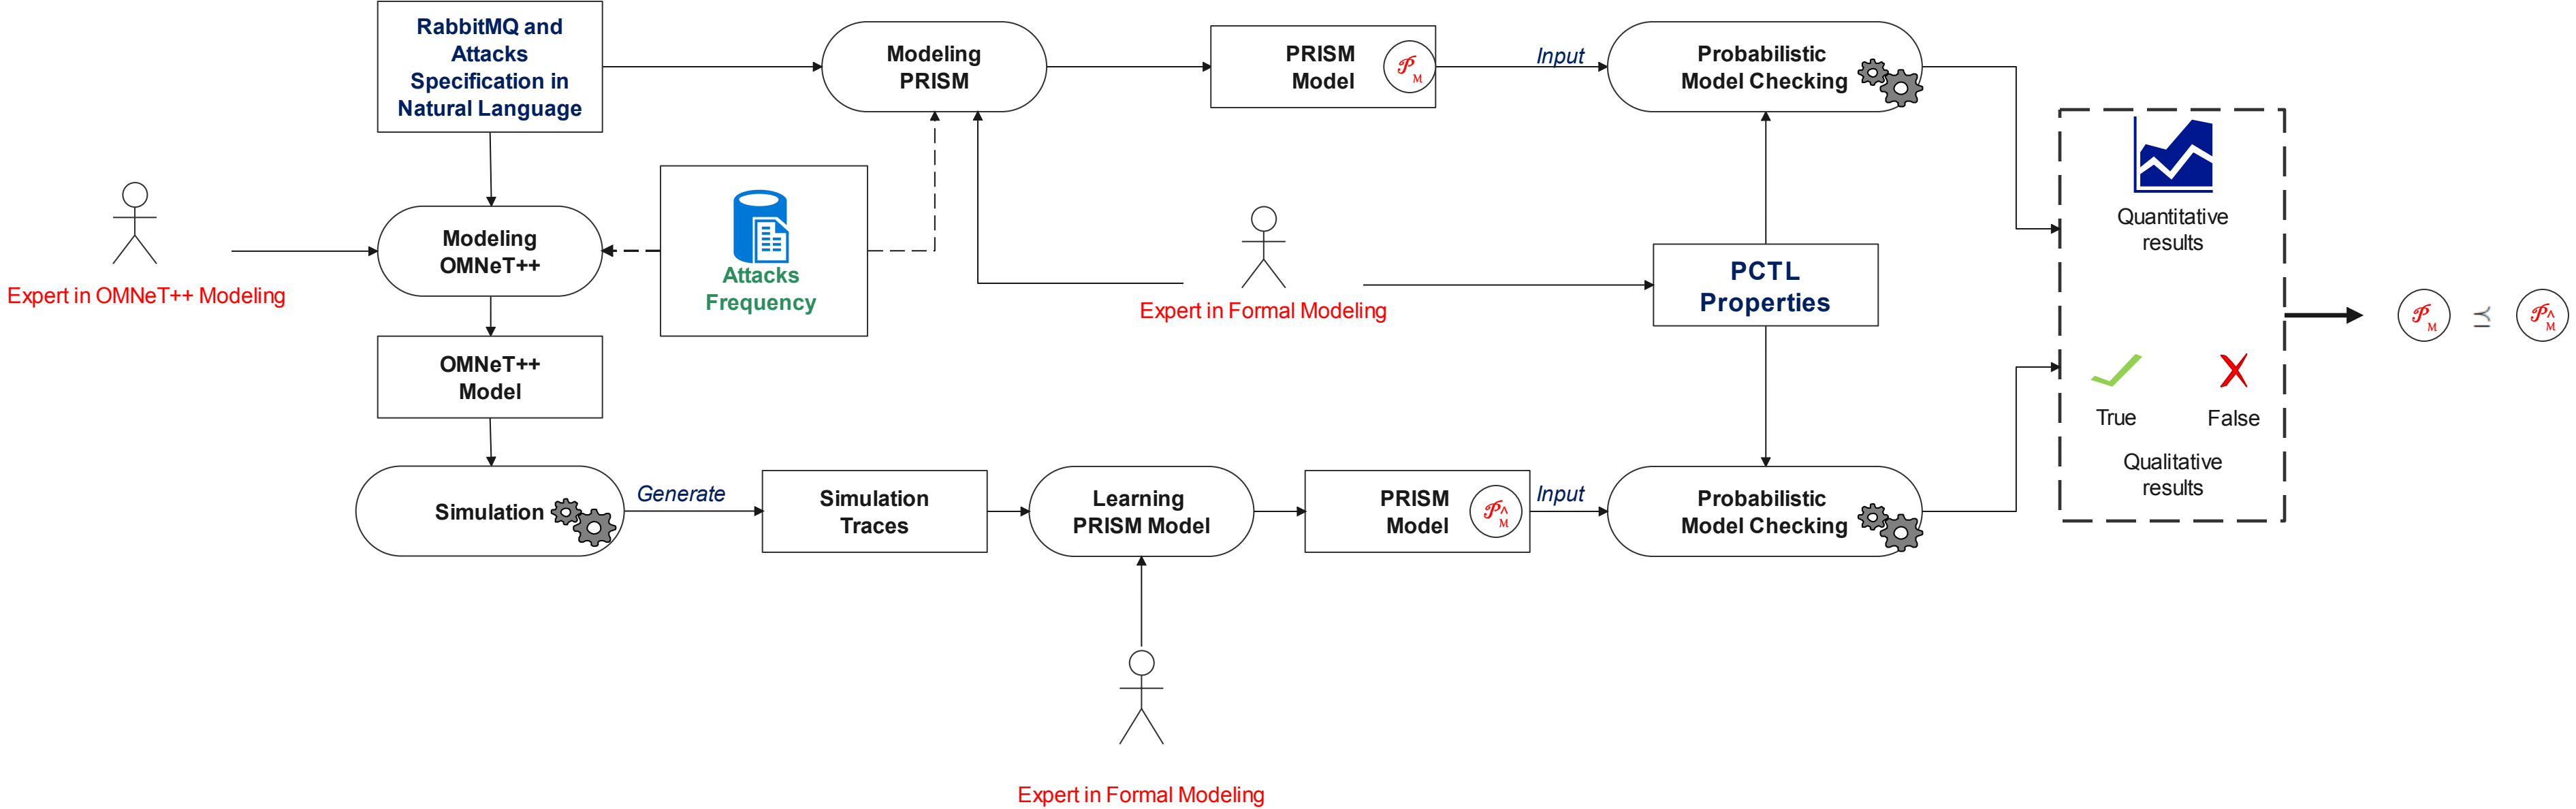 RabbitMQ and
Attacks
Specification in
Natural Language
Modeling
PRISM
PRISM
Model
𝒫
M
Input
Probabilistic
Model Checking
Expert in OMNeT++ Modeling
Modeling
OMNeT++
Attacks
Frequency
Expert in Formal Modeling
PCTL
Properties
Quantitative
results
True
False
Qualitative
results
𝒫
M
⪯
𝒫^
M
OMNeT++
Model
Simulation
Generate
Simulation
Traces
Learning
PRISM Model
PRISM
Model
𝒫^
M
Input
Probabilistic
Model Checking
Expert in Formal Modeling